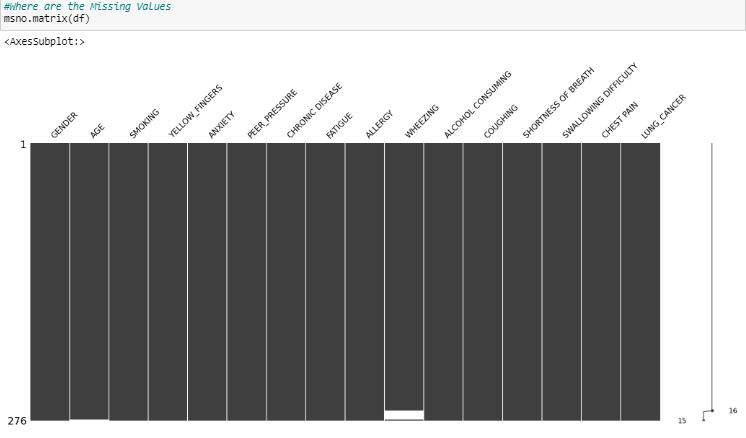 #Where are the Missing Values
msno.matrix(df)
<AxesSubplot:>
GENDER
AGE
SMOKING
YELLOW_FINGERS
ANXIETY
PEER_PRESSURE
CHRONIC DISEASE
FATIGUE
ALLERGY
WHEEZING
ALCOHOL CONSUMING
COUGHING
SHORTNESS OF BREATH
SWALLOWING DIFFICULTY
CHEST PAIN
LUNG_CANCER
1
276
15
16